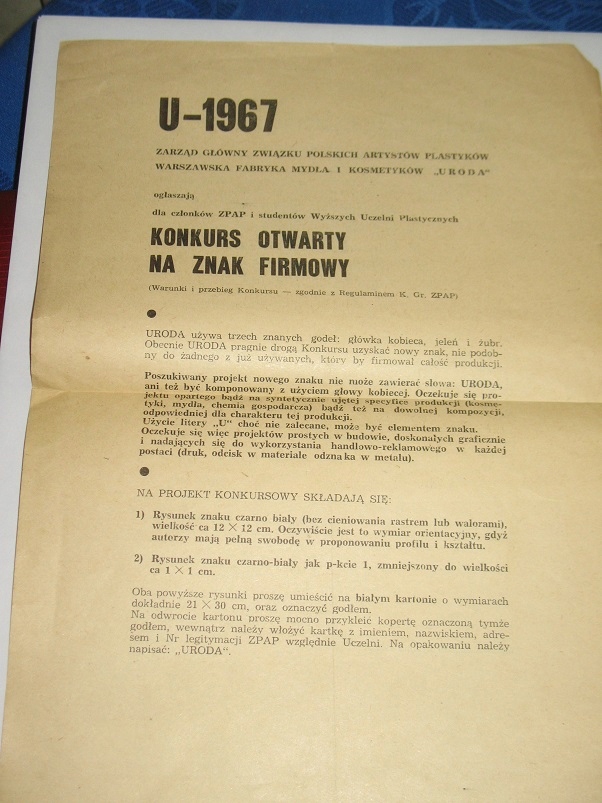 U-1967
ZARZĄD GŁÓWNY ZWIĄZKU POLSKICH ARTYSTÓW PLASTYKÓW
WARSZAWSKA FABRYKA MYDŁA I KOSMETYKÓW „URODA"
ogłaszają
dla członków ZPAP i studentów Wyższych Uczelni Plastycznych
KONKURS OTWARTY
NA ZNAK FIRMOWY
(Warunki i przebieg Konkursu — zgodnie z Regulaminem K. Gr. ZPAP)
URODA używa trzech znanych godeł: główka kobieca, jeleń i żubr.
Obecnie URODA pragnie drogą Konkursu uzyskać nowy znak, nie podob-
ny do żadnego z już używanych, który by firmował całość produkcji.
Poszukiwany projekt nowego znaku nie może zawierać słowa: URODA,
ani też być komponowany z użyciem głowy kobiecej. Oczekuje się pro-
jektu opartego bądź na syntetycznie ujętej specyfice produkcji (kosme-
tyki, mydła, chemia gospodarcza) bądź też na dowolnej kompozycji,
odpowiedniej dla charakteru tej produkcji.
Użycie litery „U" choć nie zalecane, może być elementem znaku.
Oczekuje się więc projektów prostych w budowie, doskonałych graficznie
i nadających się do wykorzystania handlowo-reklamowego w każdej
postaci (druk, odcisk w materiale odznaka w metalu).
NA PROJEKT KONKURSOWY SKŁADAJĄ SIĘ:
1) Rysunek znaku czarno biały (bez cieniowania rastrem lub walorami),
wielkość ca 12 × 12 cm. Oczywiście jest to wymiar orientacyjny, gdyż
autorzy mają pełną swobodę w proponowaniu profilu i kształtu.
2) Rysunek znaku czarno-biały jak p-kcie 1, zmniejszony do wielkości
ca 1 × 1 cm.
Oba powyższe rysunki proszę umieścić na białym kartonie o wymiarach
dokładnie 21 × 30 cm, oraz oznaczyć godłem.
Na odwrocie kartonu proszę mocno przykleić kopertę oznaczoną tymże
godłem, wewnątrz należy włożyć kartkę z imieniem, nazwiskiem, adre-
sem i Nr legitymacji ZPAP względnie Uczelni. Na opakowaniu należy
napisać: „URODA".